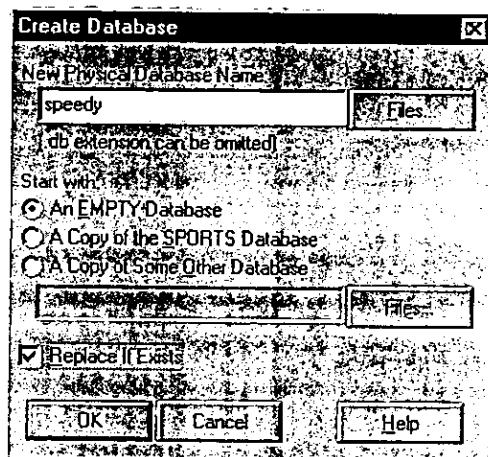 Create Database
New Physical Database Name:
speedy
Files...
[.db extension can be omitted]
Start with:
An EMPTY Database
A Copy of the SPORTS Database
A Copy of Some Other Database
Files...
Replace If Exists
OK
Cancel
Help